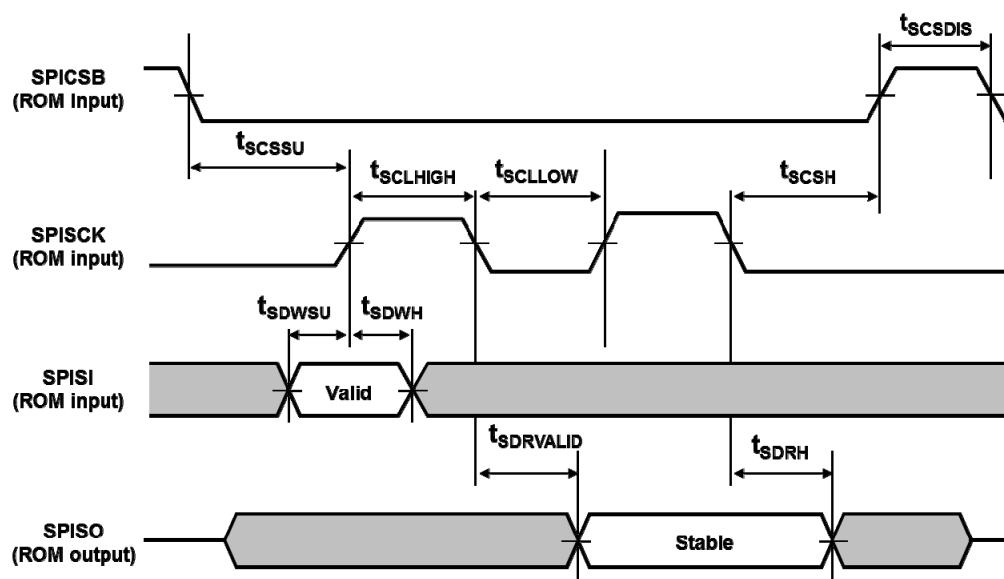 tSCSDIS
SPICSB
(ROM Input)
tSCSSU
tSCLHIGH
tSCLLOW
tSCSH
SPISCK
(ROM input)
tSDWSU
tSDWH
SPISI
(ROM input)
Valid
tSDRVALID
tSDRH
SPISO
(ROM output)
Stable